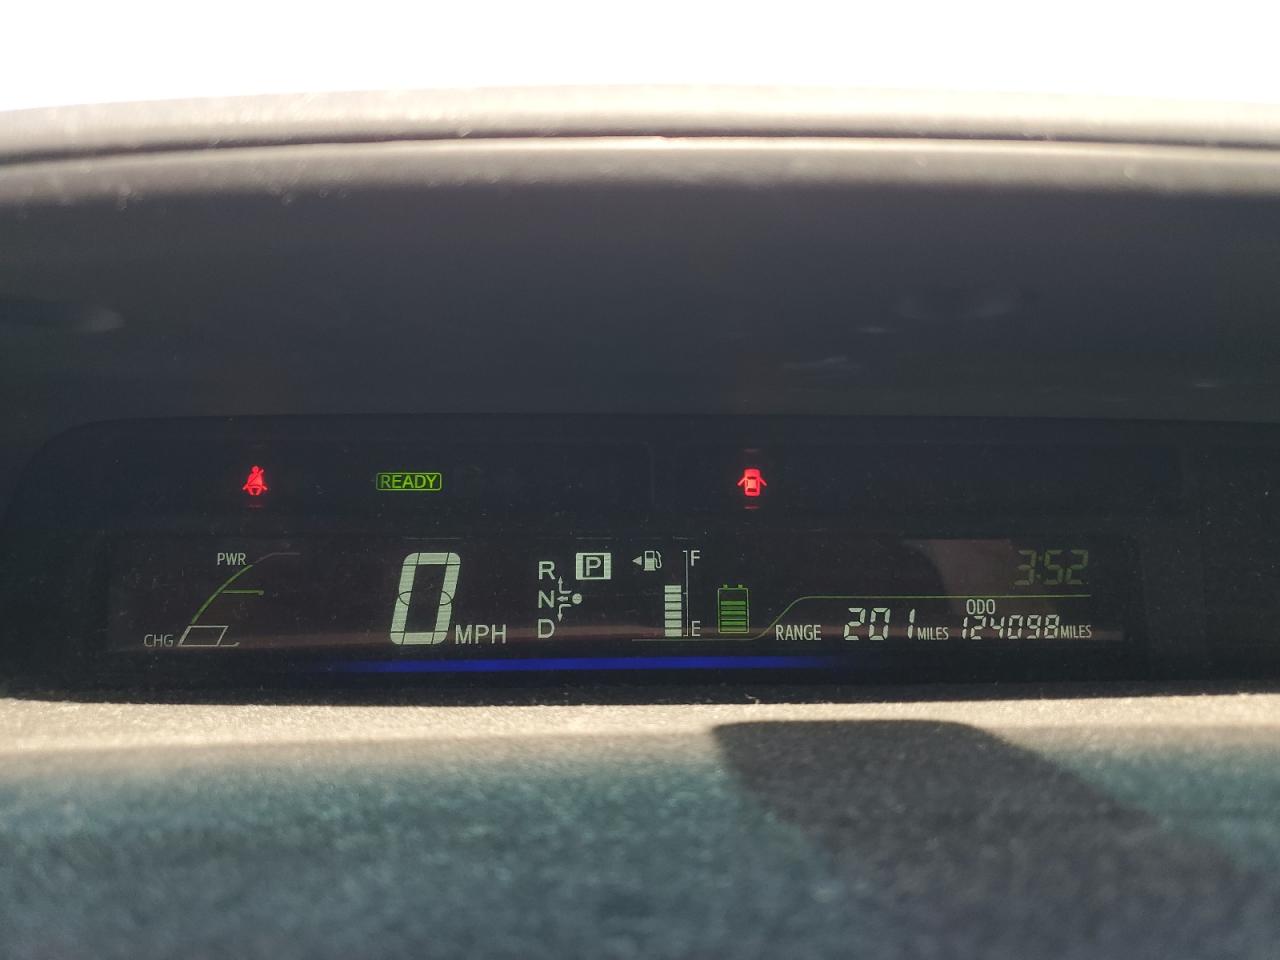 READY
PWR
CHG
0 MPH
R
N
D
P
F
E
3:52
RANGE 201 MILES
ODO
124098 MILES